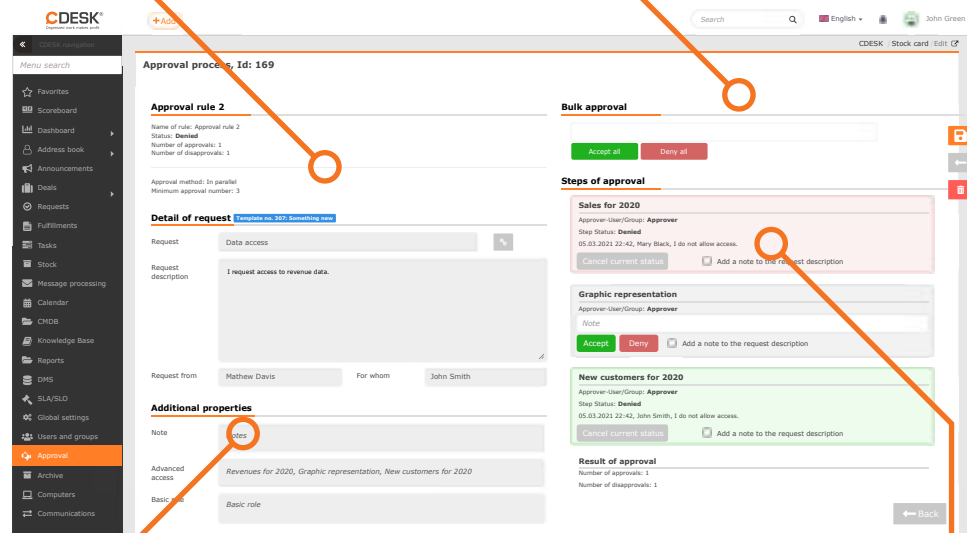 CDESK®
Organised work makes profit
+Add
Search
English
John Green
CDESK navigation
CDESK / Stock card / Edit
Menu search
Favorites
Scoreboard
Dashboard
Address book
Announcements
Deals
Requests
Fulfillments
Tasks
Stock
Message processing
Calendar
CMDB
Knowledge Base
Reports
DMS
SLA/SLO
Global settings
Users and groups
Approval
Archive
Computers
Communications
Approval process, Id: 169
Approval rule 2
Name of rule: Approval rule 2
Status: Denied
Number of approvals: 1
Number of disapprovals: 1
Approval method: In parallel
Minimum approval number: 3
Detail of request Template no. 307: Something new
Request
Data access
Request description
I request access to revenue data.
Request from
Mathew Davis
For whom
John Smith
Additional properties
Note
Notes
Advanced access
Revenues for 2020, Graphic representation, New customers for 2020
Basic role
Basic role
Bulk approval
Accept all
Deny all
Steps of approval
Sales for 2020
Approver-User/Group: Approver
Step Status: Denied
05.03.2021 22:42, Mary Black, I do not allow access.
Cancel current status
Add a note to the request description
Graphic representation
Approver-User/Group: Approver
Note
Accept
Deny
Add a note to the request description
New customers for 2020
Approver-User/Group: Approver
Step Status: Denied
05.03.2021 22:42, John Smith, I do not allow access.
Cancel current status
Add a note to the request description
Result of approval
Number of approvals: 1
Number of disapprovals: 1
Back